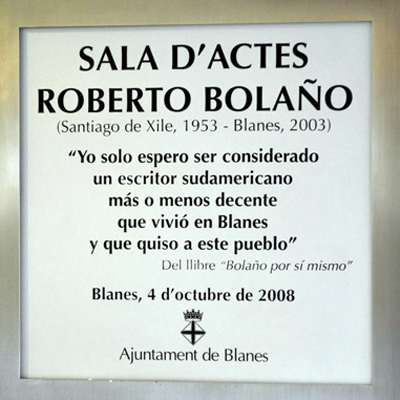 SALA D’ACTES
ROBERTO BOLAÑO
(Santiago de Xile, 1953 - Blanes, 2003)
“Yo solo espero ser considerado
un escritor sudamericano
más o menos decente
que vivió en Blanes
y que quiso a este pueblo”
Del llibre “Bolaño por sí mismo”
Blanes, 4 d’octubre de 2008
Ajuntament de Blanes